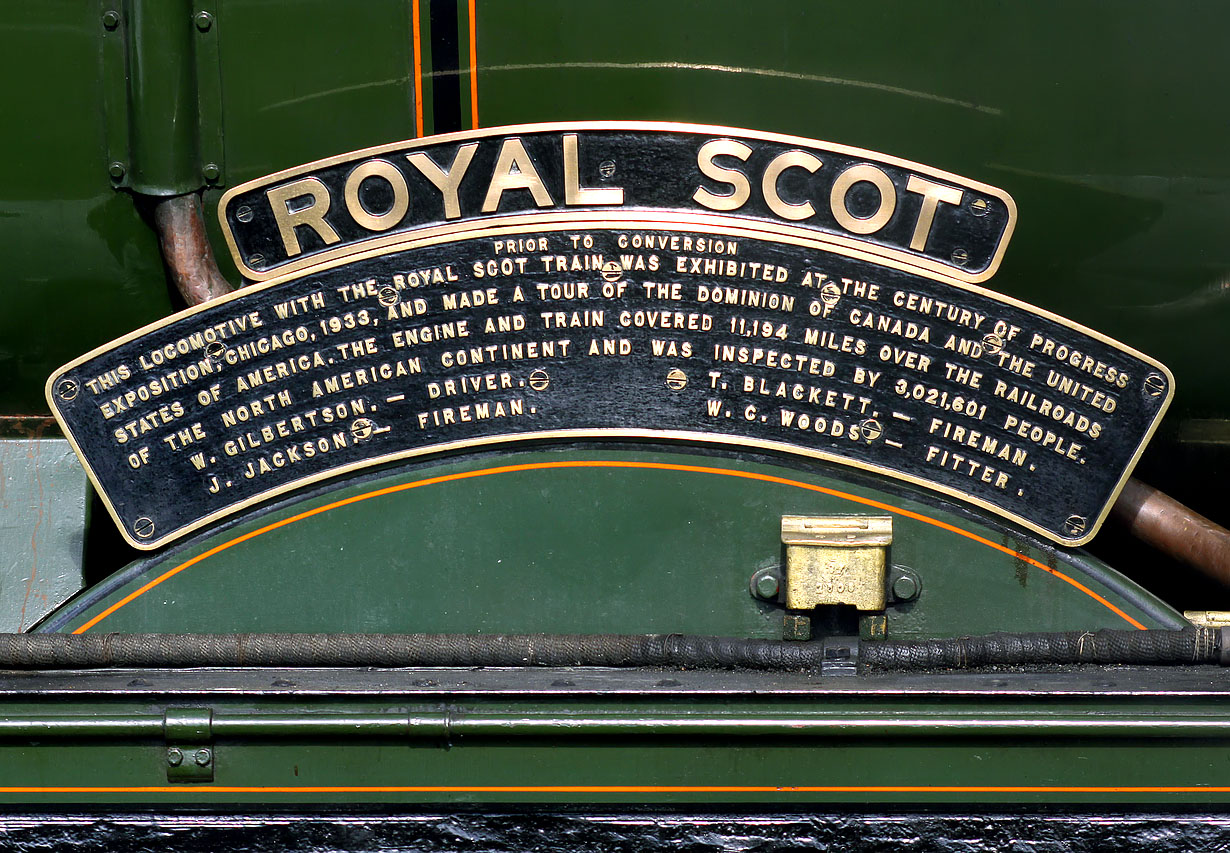 ROYAL SCOT
PRIOR TO CONVERSION
THIS LOCOMOTIVE WITH THE ROYAL SCOT TRAIN WAS EXHIBITED AT THE CENTURY OF PROGRESS
EXPOSITION, CHICAGO, 1933, AND MADE A TOUR OF THE DOMINION OF CANADA AND THE UNITED
STATES OF AMERICA. THE ENGINE AND TRAIN COVERED 11,194 MILES OVER THE RAILROADS
OF THE NORTH AMERICAN CONTINENT AND WAS INSPECTED BY 3,021,601 PEOPLE.
W. GILBERTSON. — DRIVER. T. BLACKETT. — FIREMAN.
J. JACKSON. — FIREMAN. W. C. WOODS. — FITTER.